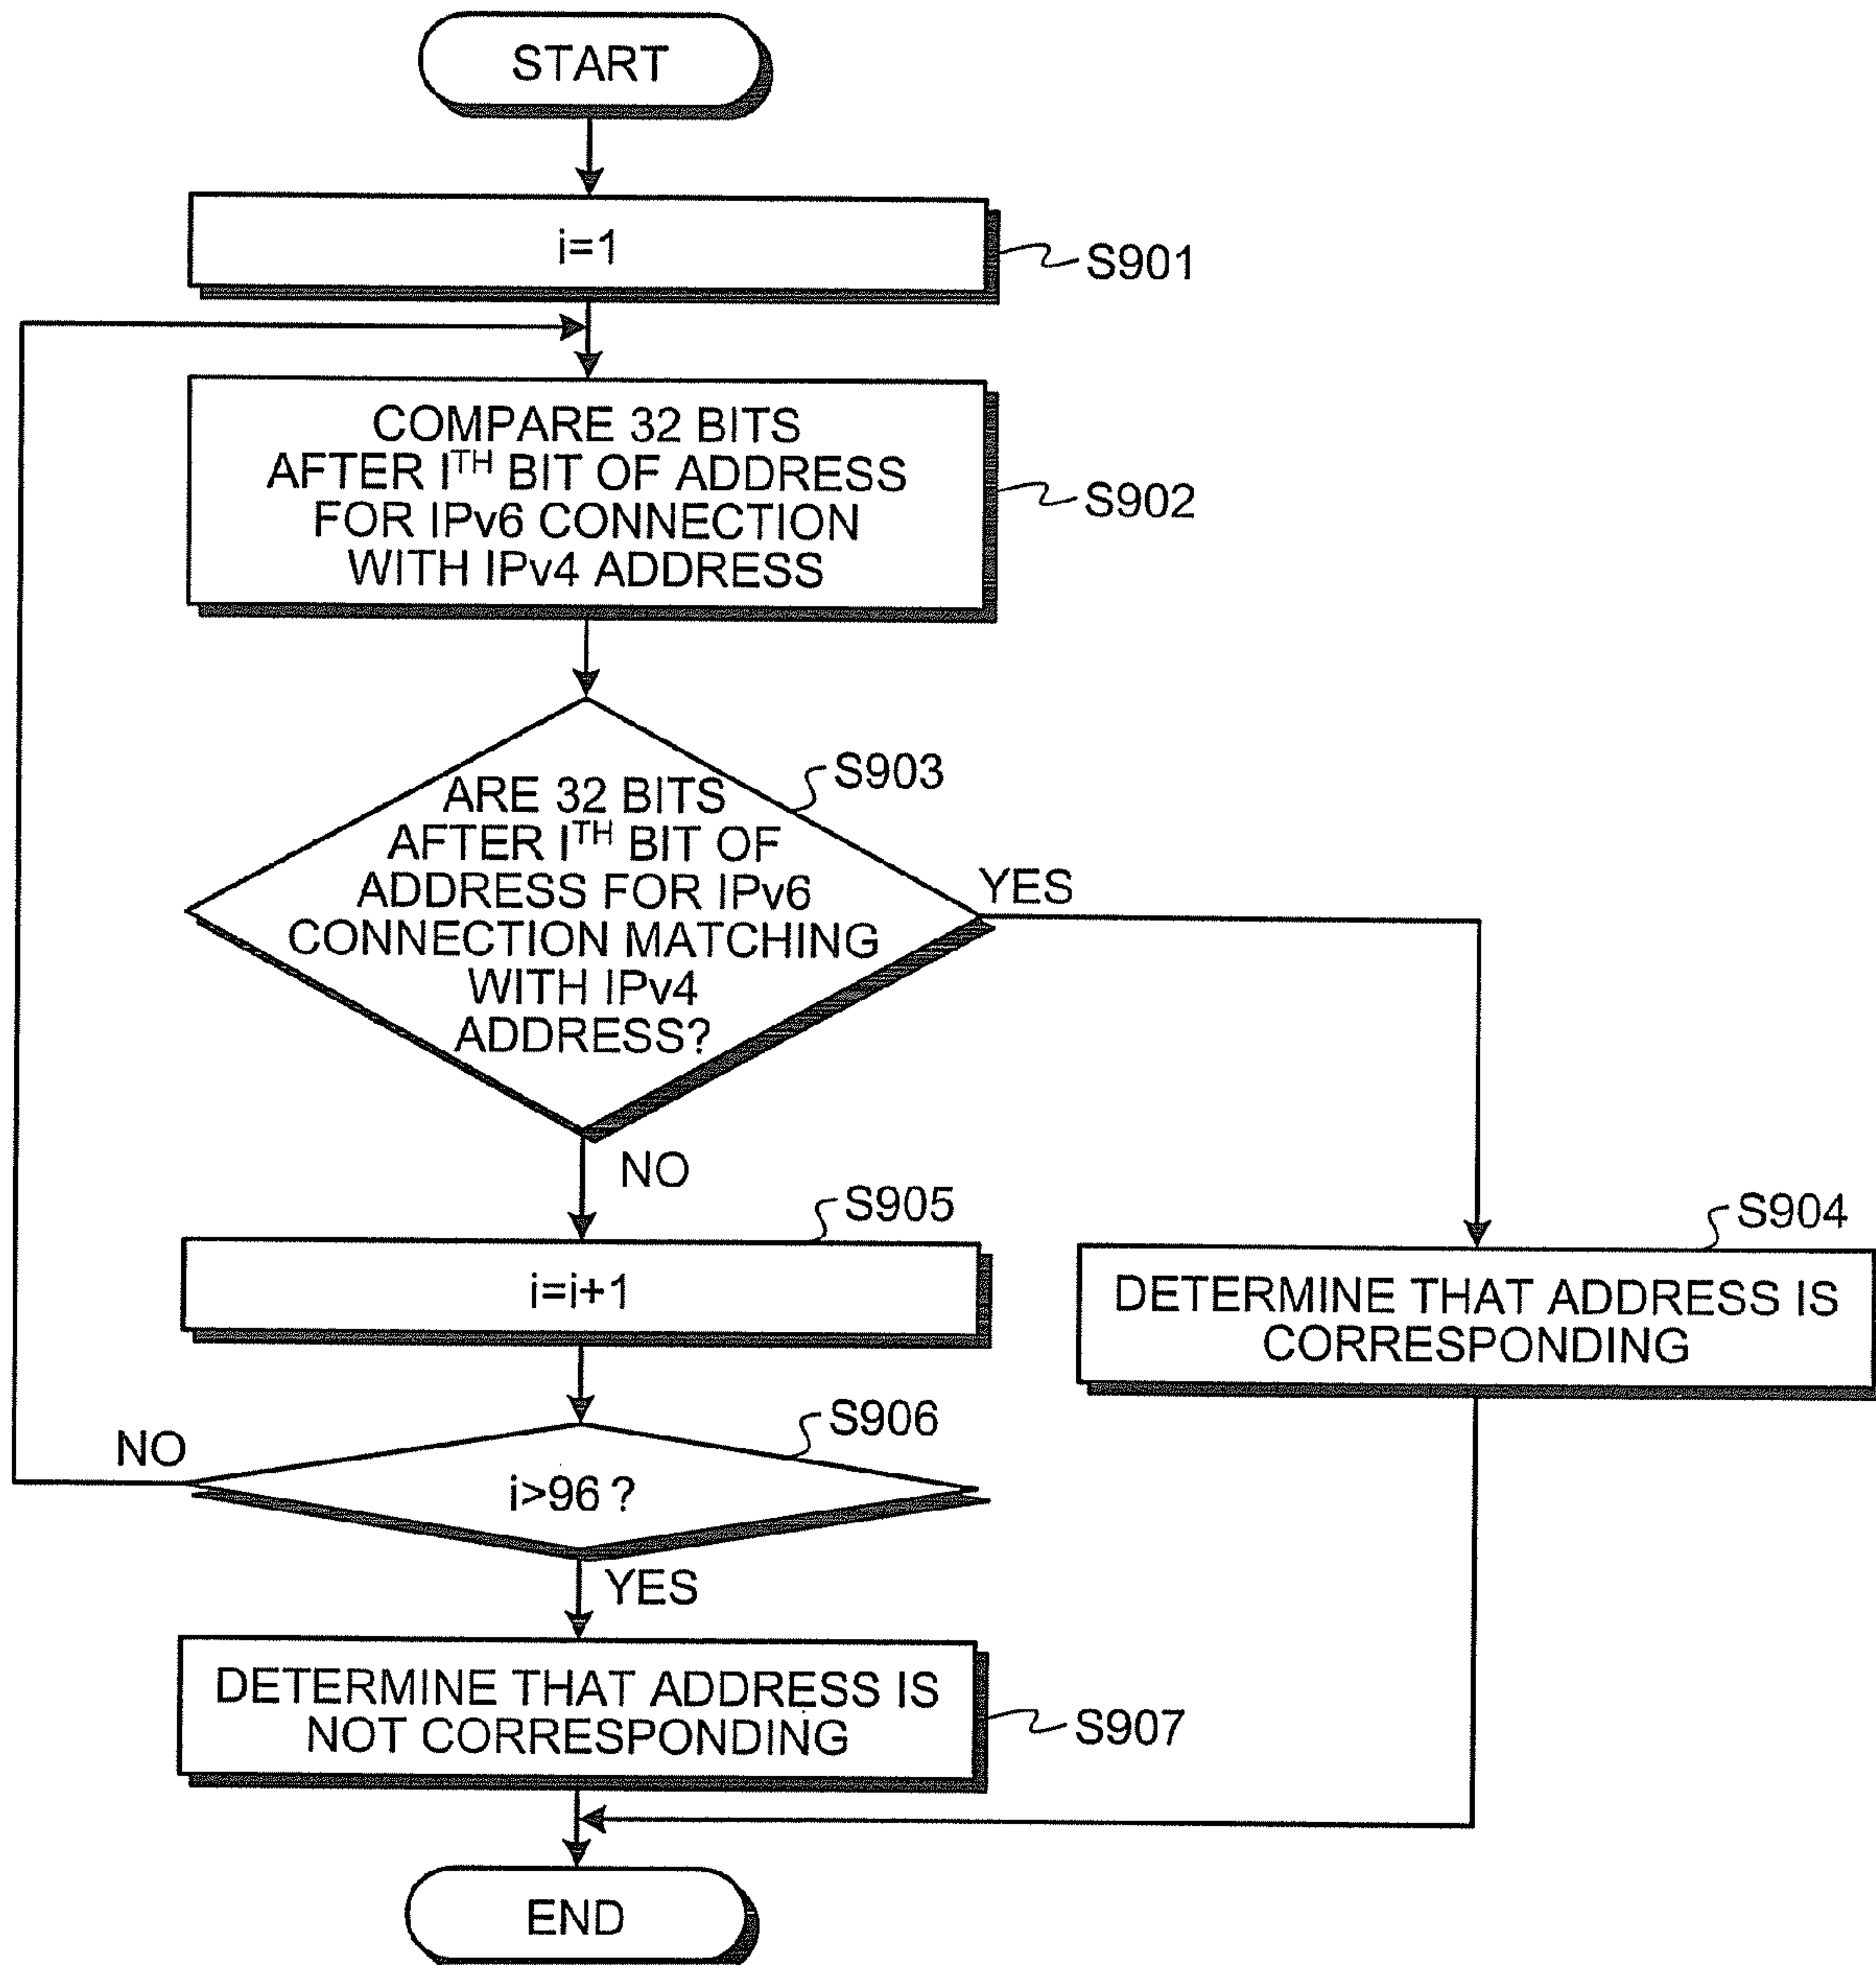 START
i=1
S901
COMPARE 32 BITS
AFTER I^TH BIT OF ADDRESS
FOR IPv6 CONNECTION
WITH IPv4 ADDRESS
S902
S903
ARE 32 BITS
AFTER I^TH BIT OF
ADDRESS FOR IPv6
CONNECTION MATCHING
WITH IPv4
ADDRESS?
YES
NO
S905
i=i+1
S904
DETERMINE THAT ADDRESS IS
CORRESPONDING
S906
NO
i>96 ?
YES
DETERMINE THAT ADDRESS IS
NOT CORRESPONDING
S907
END